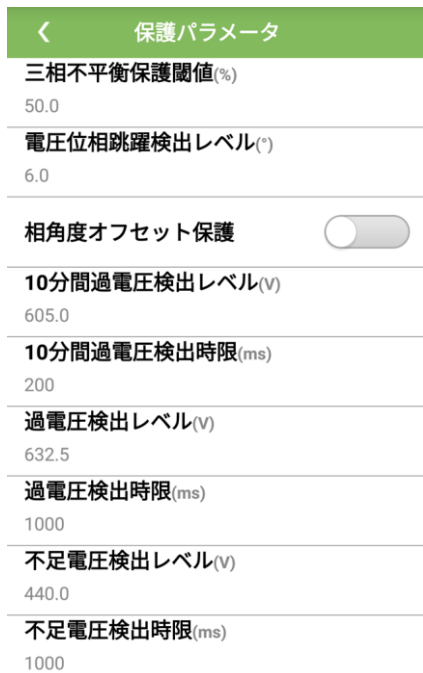 保護パラメータ
三相不平衡保護閾値(%)
50.0
電圧位相跳躍検出レベル(°)
6.0
相角度オフセット保護
10分間過電圧検出レベル(V)
605.0
10分間過電圧検出時限(ms)
200
過電圧検出レベル(V)
632.5
過電圧検出時限(ms)
1000
不足電圧検出レベル(V)
440.0
不足電圧検出時限(ms)
1000